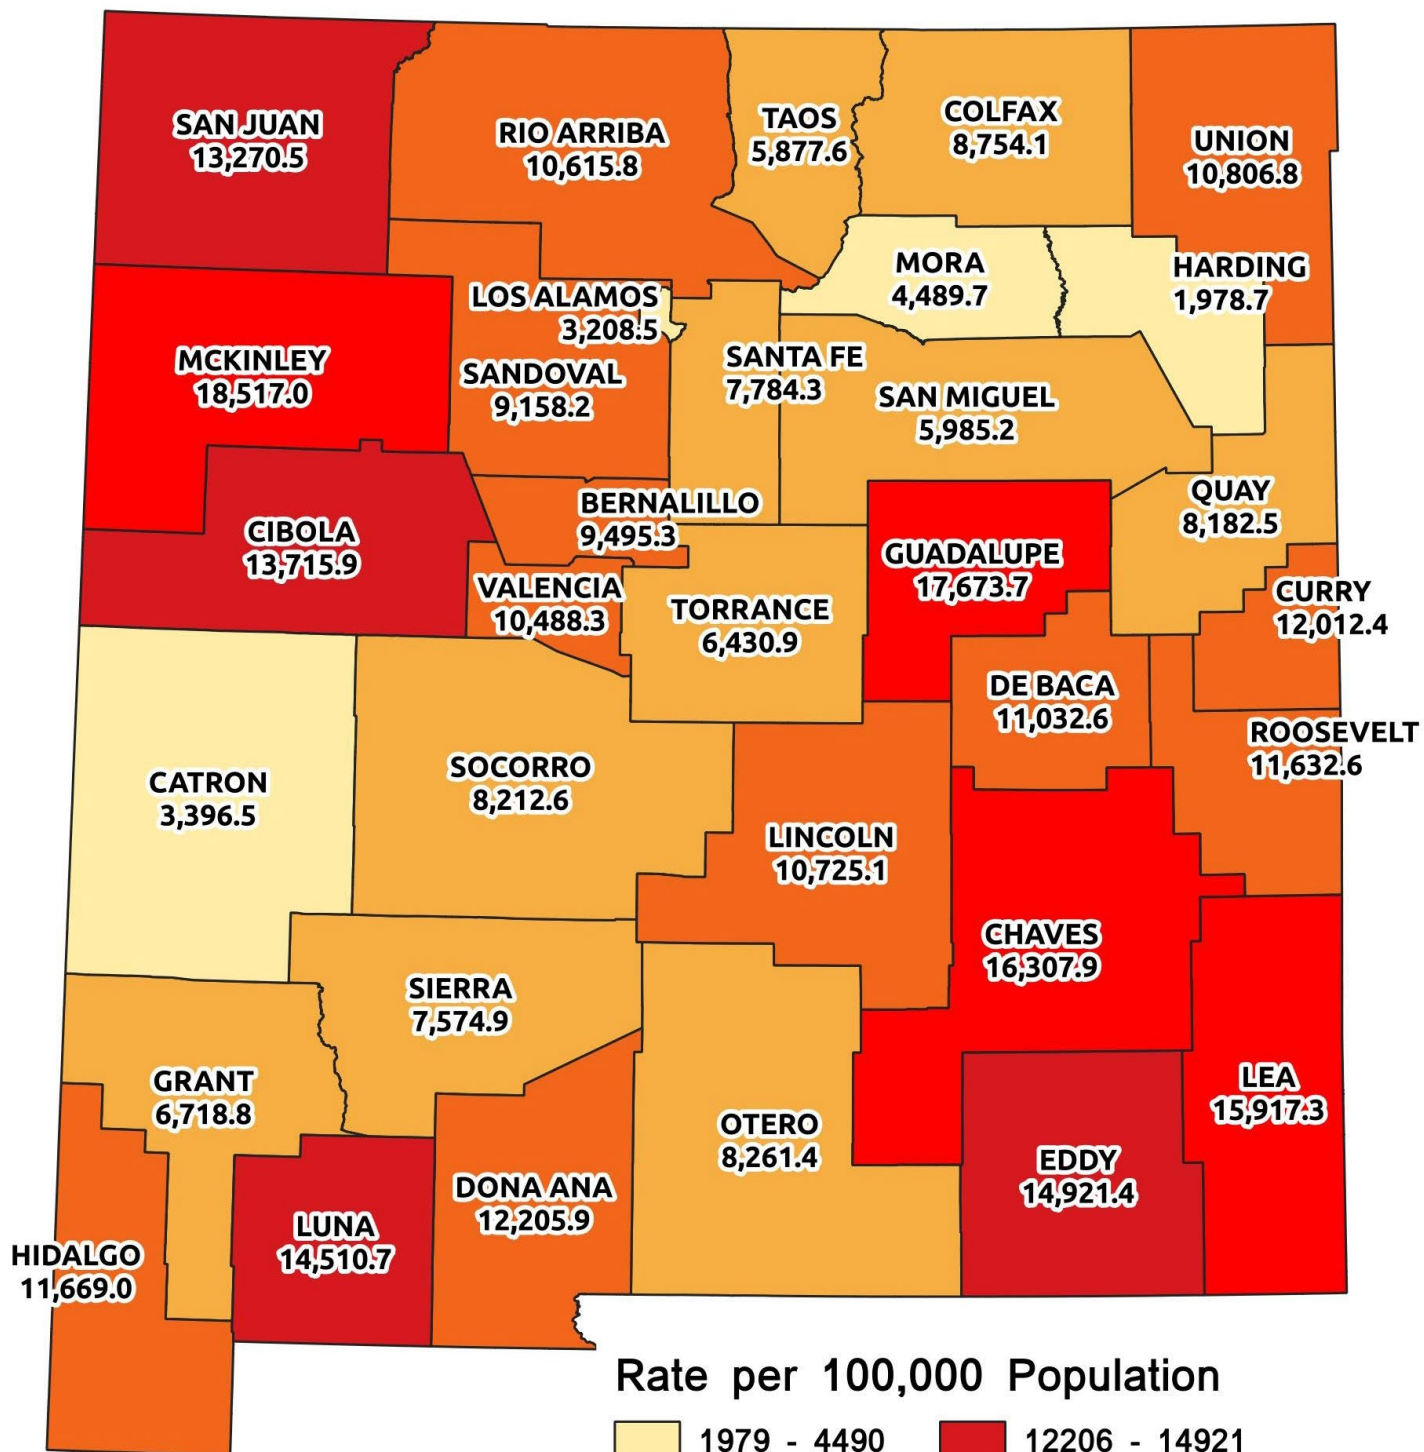 SAN JUAN
13,270.5
RIO ARRIBA
10,615.8
TAOS
5,877.6
COLFAX
8,754.1
UNION
10,806.8
MORA
4,489.7
HARDING
1,978.7
LOS ALAMOS
3,208.5
MCKINLEY
18,517.0
SANDOVAL
9,158.2
SANTA FE
7,784.3
SAN MIGUEL
5,985.2
QUAY
8,182.5
BERNALILLO
9,495.3
CIBOLA
13,715.9
GUADALUPE
17,673.7
VALENCIA
10,488.3
TORRANCE
6,430.9
CURRY
12,012.4
DE BACA
11,032.6
ROOSEVELT
11,632.6
CATRON
3,396.5
SOCORRO
8,212.6
LINCOLN
10,725.1
CHAVES
16,307.9
SIERRA
7,574.9
GRANT
6,718.8
LEA
15,917.3
OTERO
8,261.4
EDDY
14,921.4
DONA ANA
12,205.9
LUNA
14,510.7
HIDALGO
11,669.0
Rate per 100,000 Population
1979 - 4490
12206 - 14921